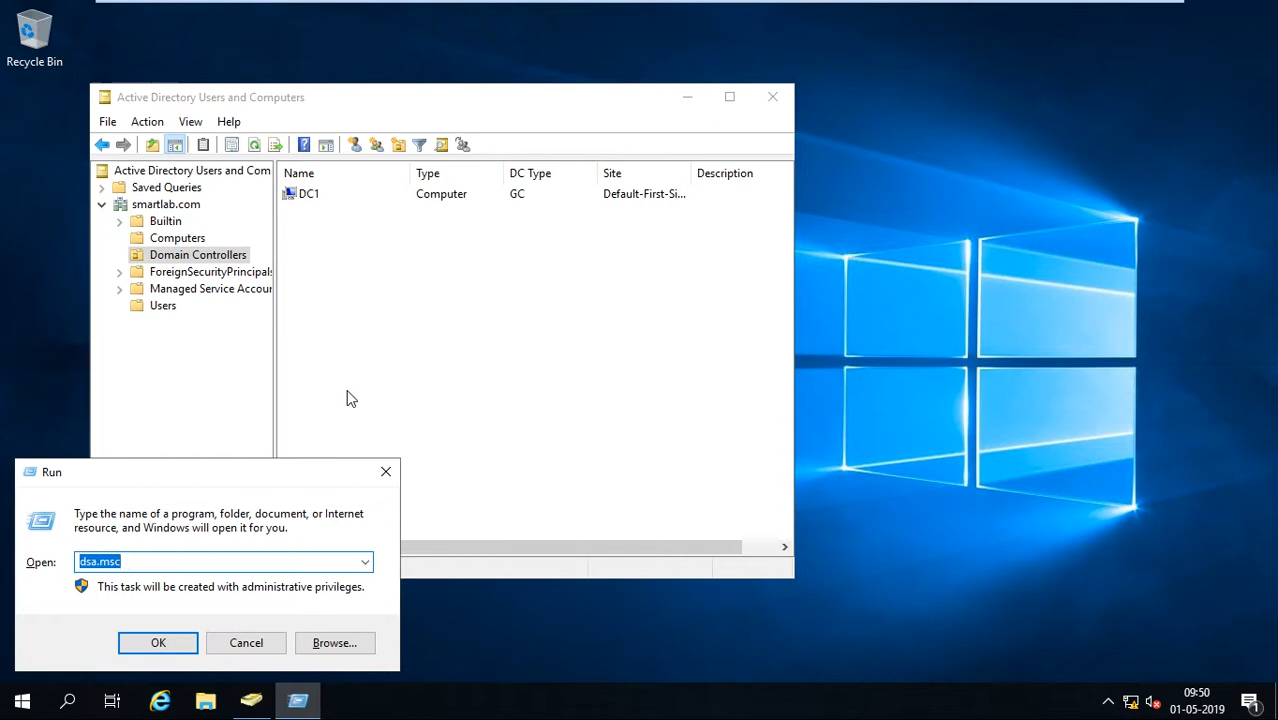 Recycle Bin
Active Directory Users and Computers
File Action View Help
Active Directory Users and Com
Saved Queries
smartlab.com
Builtin
Computers
Domain Controllers
ForeignSecurityPrincipals
Managed Service Accour
Users
Name Type DC Type Site Description
DC1 Computer GC Default-First-Si...
Run
Type the name of a program, folder, document, or Internet
resource, and Windows will open it for you.
Open: dsa.msc
This task will be created with administrative privileges.
OK Cancel Browse...
09:50
01-05-2019
1